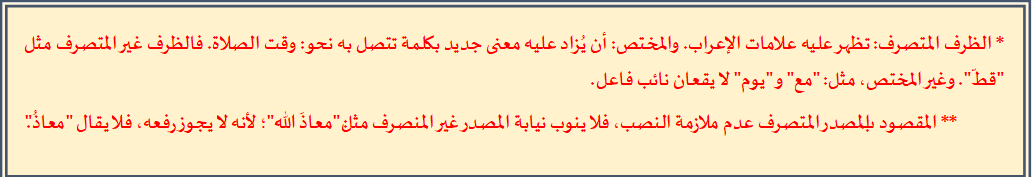 * الظرف المتصرف: تظهر عليه علامات الإعراب. والمختص: أن يُزاد عليه معنى جديد بكلمة تتصل به نحو: وقت الصلاة. فالظرف غير المتصرف مثل
"قطّ". وغير المختص، مثل: "مع" و"يوم" لا يقعان نائب فاعل.
** المقصود بالمصدر المتصرف عدم ملازمة النصب، فلا ينوب نيابة المصدر غير المنصرف مثل: "معاذَ الله"؛ لأنه لا يجوز رفعه، فلا يقال "معاذُ".